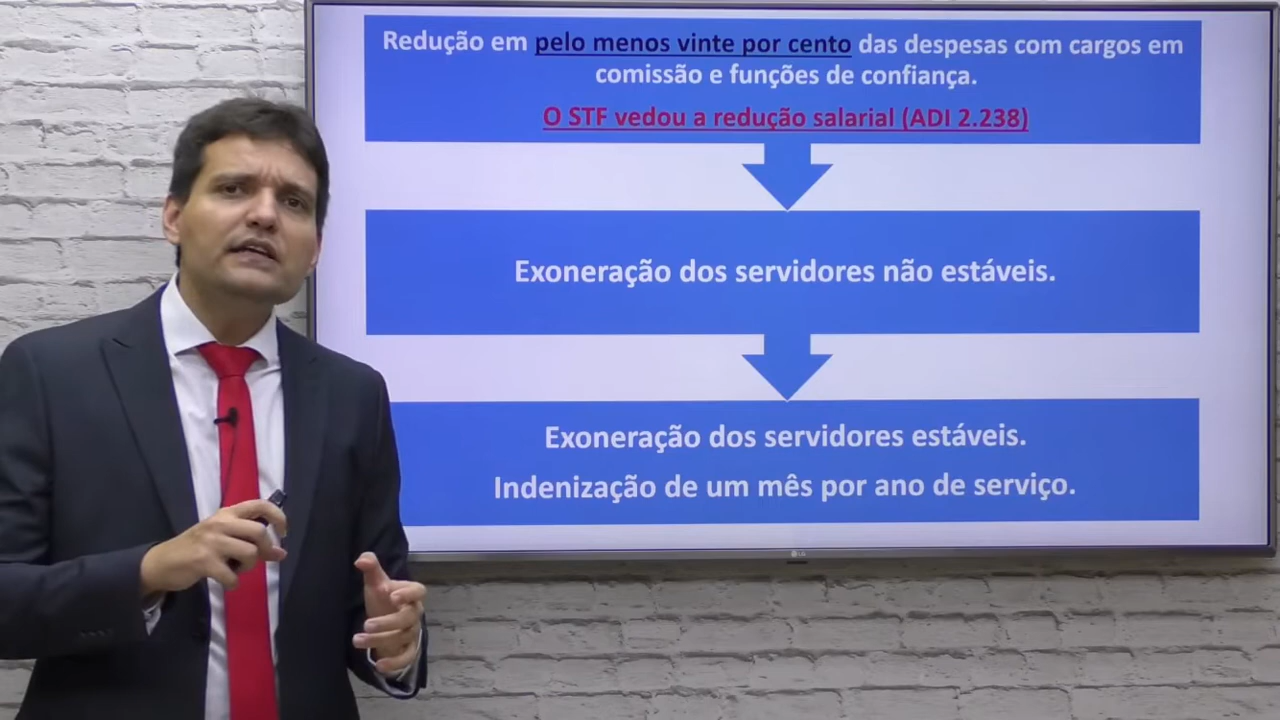 Redução em pelo menos vinte por cento das despesas com cargos em
comissão e funções de confiança.
O STF vedou a redução salarial (ADI 2.238)
Exoneração dos servidores não estáveis.
Exoneração dos servidores estáveis.
Indenização de um mês por ano de serviço.
LG